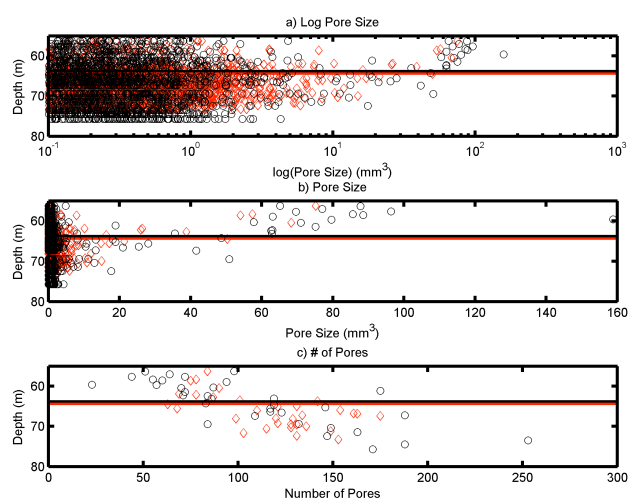 a) Log Pore Size
60
70
80
Depth (m)
10^-1
10^0
10^1
10^2
10^3
log(Pore Size) (mm^3)
b) Pore Size
60
70
80
Depth (m)
0 20 40 60 80 100 120 140 160
Pore Size (mm^3)
c) # of Pores
60
70
80
Depth (m)
0 50 100 150 200 250 300
Number of Pores